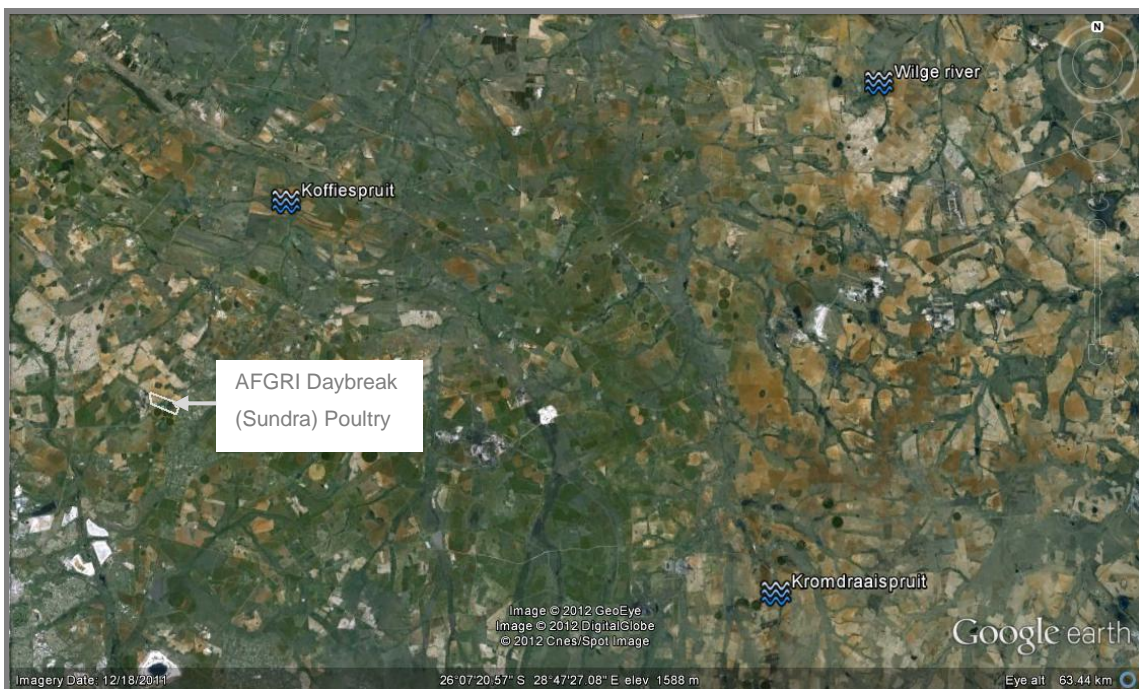 N
Wilge river
Koffiespruit
AFGRI Daybreak
(Sundra) Poultry
Kromdraaispruit
Image © 2012 GeoEye
Image © 2012 DigitalGlobe
© 2012 Cnes/Spot Image
Google earth
Imagery Date: 12/18/2011 26°07'20.57" S 28°47'27.08" E elev 1588 m Eye alt 63.44 km